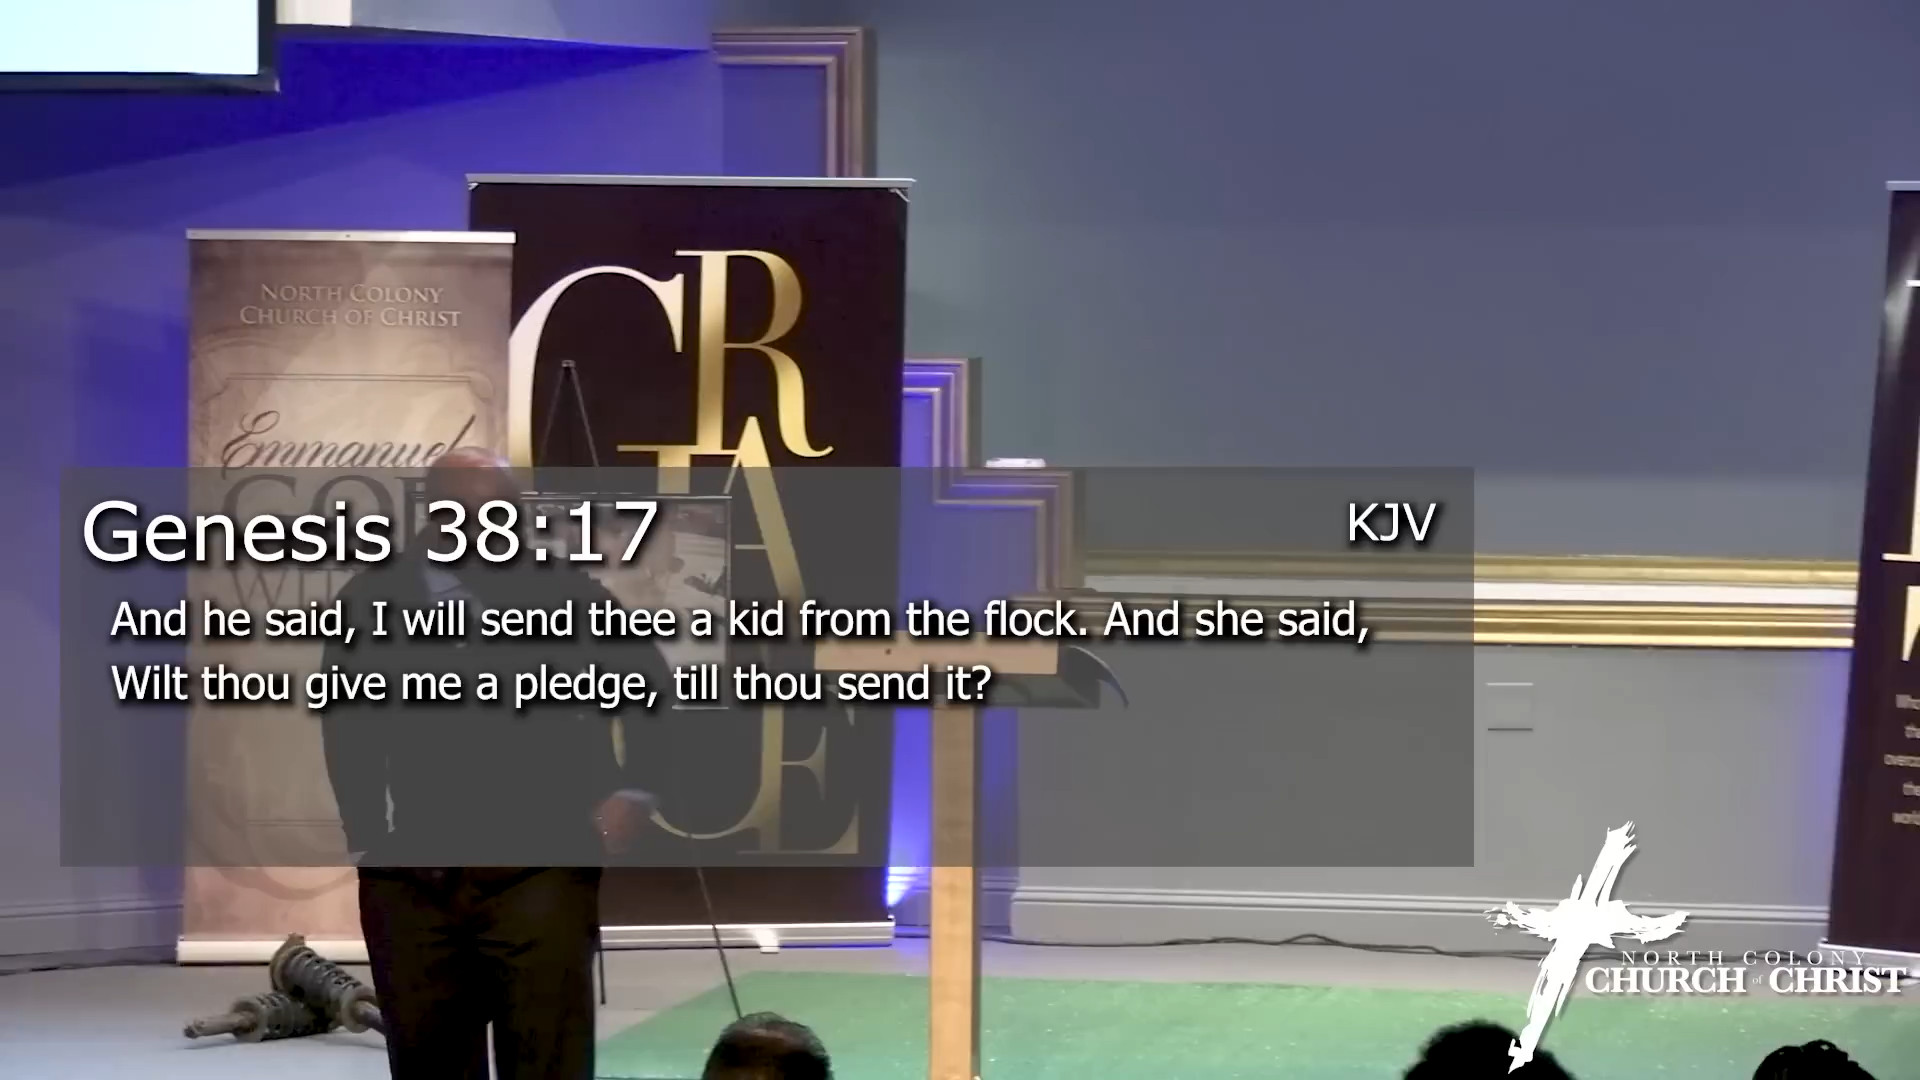 NORTH COLONY
CHURCH OF CHRIST
Emmanuel
GRACE
Genesis 38:17
KJV
And he said, I will send thee a kid from the flock. And she said,
Wilt thou give me a pledge, till thou send it?
NORTH COLONY
CHURCH of CHRIST